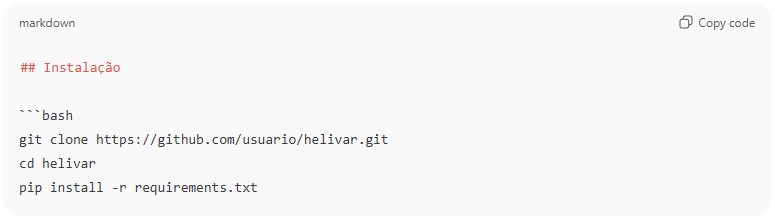 markdown
Copy code
## Instalação
```bash
git clone https://github.com/usuario/helivar.git
cd helivar
pip install -r requirements.txt